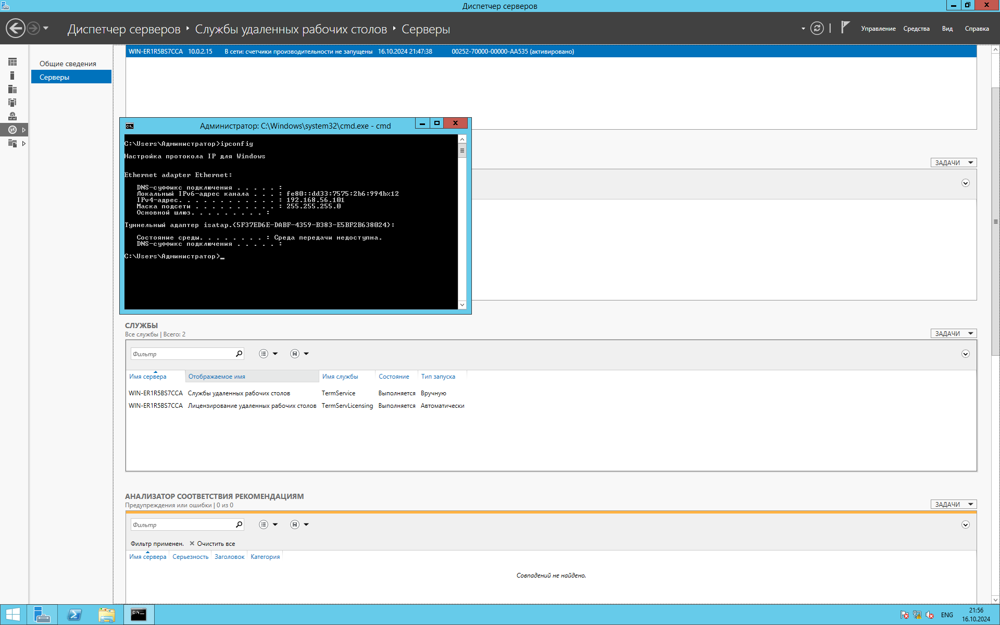 Диспетчер серверов
Диспетчер серверов ‣ Службы удаленных рабочих столов ‣ Серверы
Управление Средства Вид Справка
Общие сведения
Серверы
WIN-ER1R5BS7CCA 10.0.2.15 В сети: счетчики производительности не запущены 16.10.2024 21:47:38 00252-70000-00000-AA535 (активировано)
Администратор: C:\Windows\system32\cmd.exe - cmd
C:\Users\Администратор>ipconfig
Настройка протокола IP для Windows
Ethernet adapter Ethernet:
DNS-суффикс подключения . . . . . :
Локальный IPv6-адрес канала . . . : fe80::dd33:7575:2b6:994b%12
IPv4-адрес. . . . . . . . . . . . : 192.168.56.101
Маска подсети . . . . . . . . . . : 255.255.255.0
Основной шлюз. . . . . . . . . :
Туннельный адаптер isatap.{5F37ED6E-DABF-4359-B383-E5BF2B638024}:
Состояние среды. . . . . . . . : Среда передачи недоступна.
DNS-суффикс подключения . . . . . :
C:\Users\Администратор>_
ЗАДАЧИ
СЛУЖБЫ
Все службы | Всего: 2
ЗАДАЧИ
Фильтр
Имя сервера Отображаемое имя Имя службы Состояние Тип запуска
WIN-ER1R5BS7CCA Службы удаленных рабочих столов TermService Выполняется Вручную
WIN-ER1R5BS7CCA Лицензирование удаленных рабочих столов TermServLicensing Выполняется Автоматически
АНАЛИЗАТОР СООТВЕТСТВИЯ РЕКОМЕНДАЦИЯМ
Предупреждения или ошибки | 0 из 0
ЗАДАЧИ
Фильтр
Фильтр применен. ✕ Очистить все
Имя сервера Серьезность Заголовок Категория
Совпадений не найдено.
ENG
21:56
16.10.2024